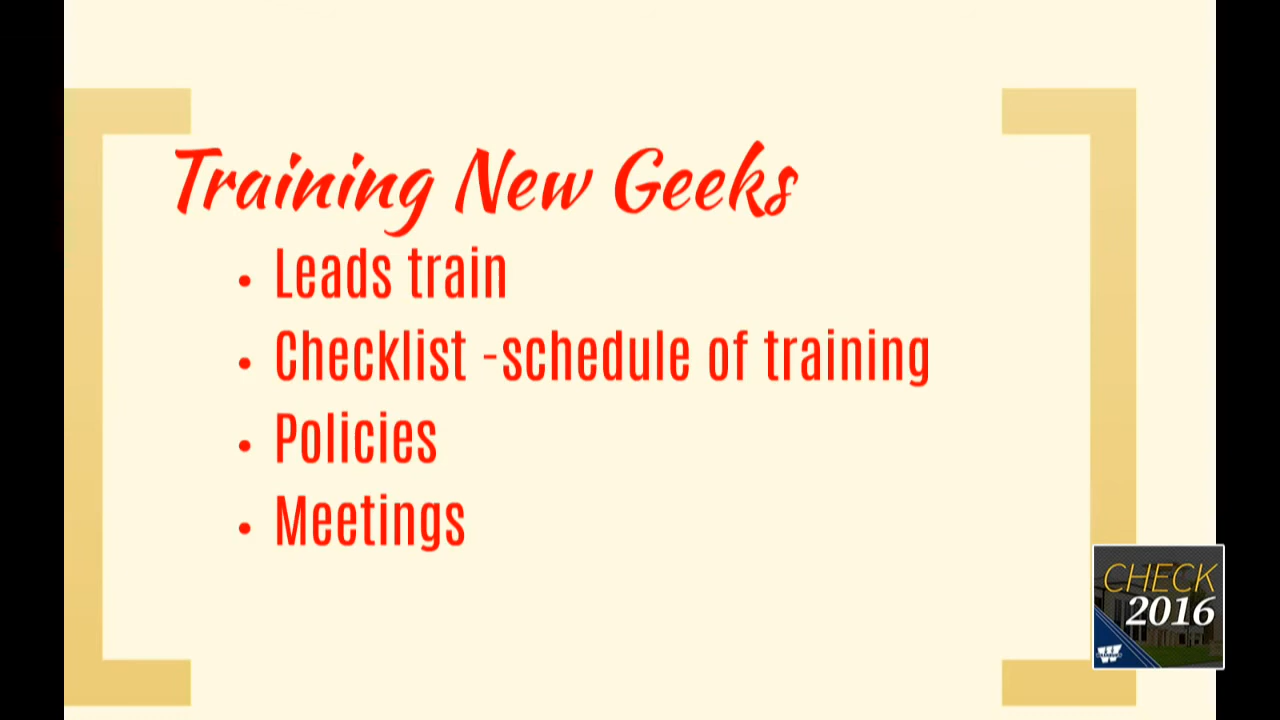 Training New Geeks
• Leads train
• Checklist -schedule of training
• Policies
• Meetings
CHECK
2016
W